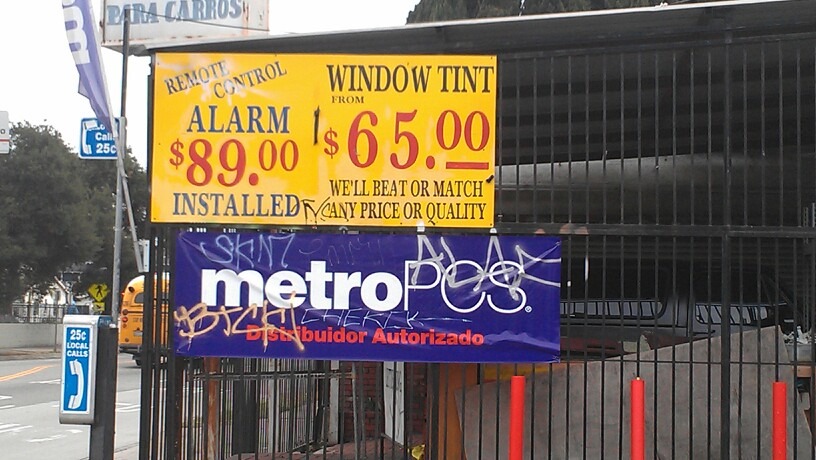 PARA CARROS
REMOTE CONTROL
ALARM
$89.00
INSTALLED
WINDOW TINT
FROM
$65.00
WE'LL BEAT OR MATCH
ANY PRICE OR QUALITY
metroPCS®
Distribuidor Autorizado
Call
25¢
25¢
LOCAL
CALLS